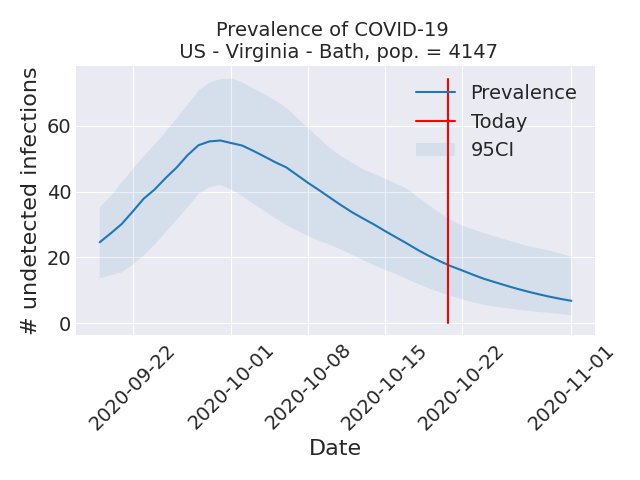 Prevalence of COVID-19
US - Virginia - Bath, pop. = 4147
# undetected infections
60
40
20
0
Prevalence
Today
95CI
2020-09-22
2020-10-01
2020-10-08
2020-10-15
2020-10-22
2020-11-01
Date